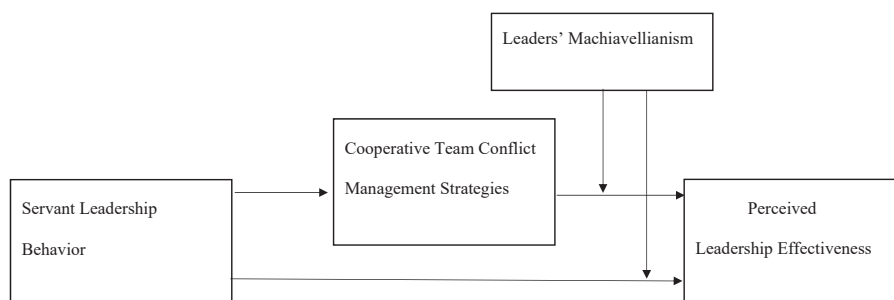 Leaders’ Machiavellianism
Cooperative Team Conflict
Management Strategies
Servant Leadership
Behavior
Perceived
Leadership Effectiveness